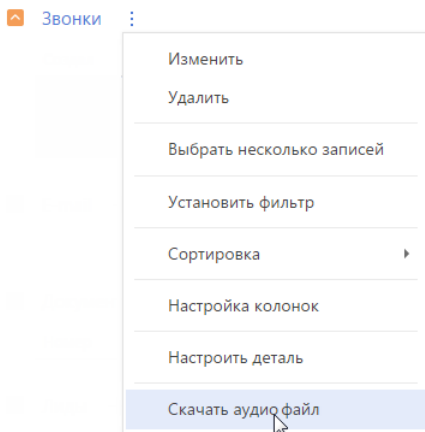 Звонки
Изменить
Удалить
Выбрать несколько записей
Установить фильтр
Сортировка
Настройка колонок
Настроить деталь
Скачать аудио файл